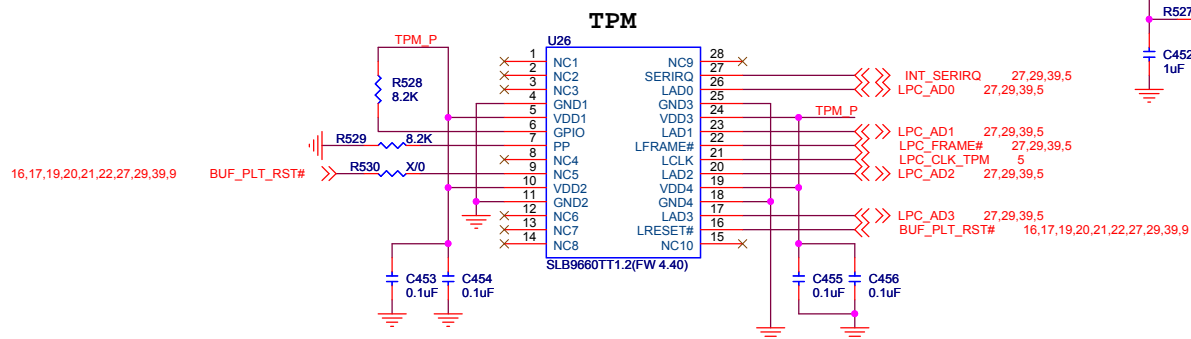 TPM
R527
C452
1uF
TPM_P
U26
R528
8.2K
R529
8.2K
R530
X/0
16,17,19,20,21,22,27,29,39,9
BUF_PLT_RST#
1 NC1
2 NC2
3 NC3
4 GND1
5 VDD1
6 GPIO
7 PP
8 NC4
9 NC5
10 VDD2
11 GND2
12 NC6
13 NC7
14 NC8
NC9 28
SERIRQ 27
LAD0 26
GND3 25
VDD3 24
LAD1 23
LFRAME# 22
LCLK 21
LAD2 20
VDD4 19
GND4 18
LAD3 17
LRESET# 16
NC10 15
SLB9660TT1.2(FW 4.40)
INT_SERIRQ 27,29,39,5
LPC_AD0 27,29,39,5
TPM_P
LPC_AD1 27,29,39,5
LPC_FRAME# 27,29,39,5
LPC_CLK_TPM 5
LPC_AD2 27,29,39,5
LPC_AD3 27,29,39,5
BUF_PLT_RST# 16,17,19,20,21,22,27,29,39,9
C453
0.1uF
C454
0.1uF
C455
0.1uF
C456
0.1uF